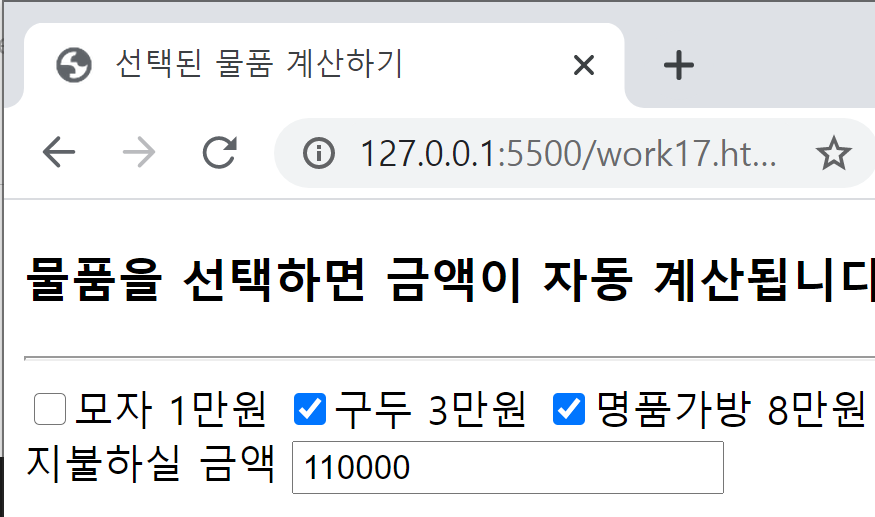 선택된 물품 계산하기
127.0.0.1:5500/work17.ht...
물품을 선택하면 금액이 자동 계산됩니다
모자 1만원 구두 3만원 명품가방 8만원
지불하실 금액 110000